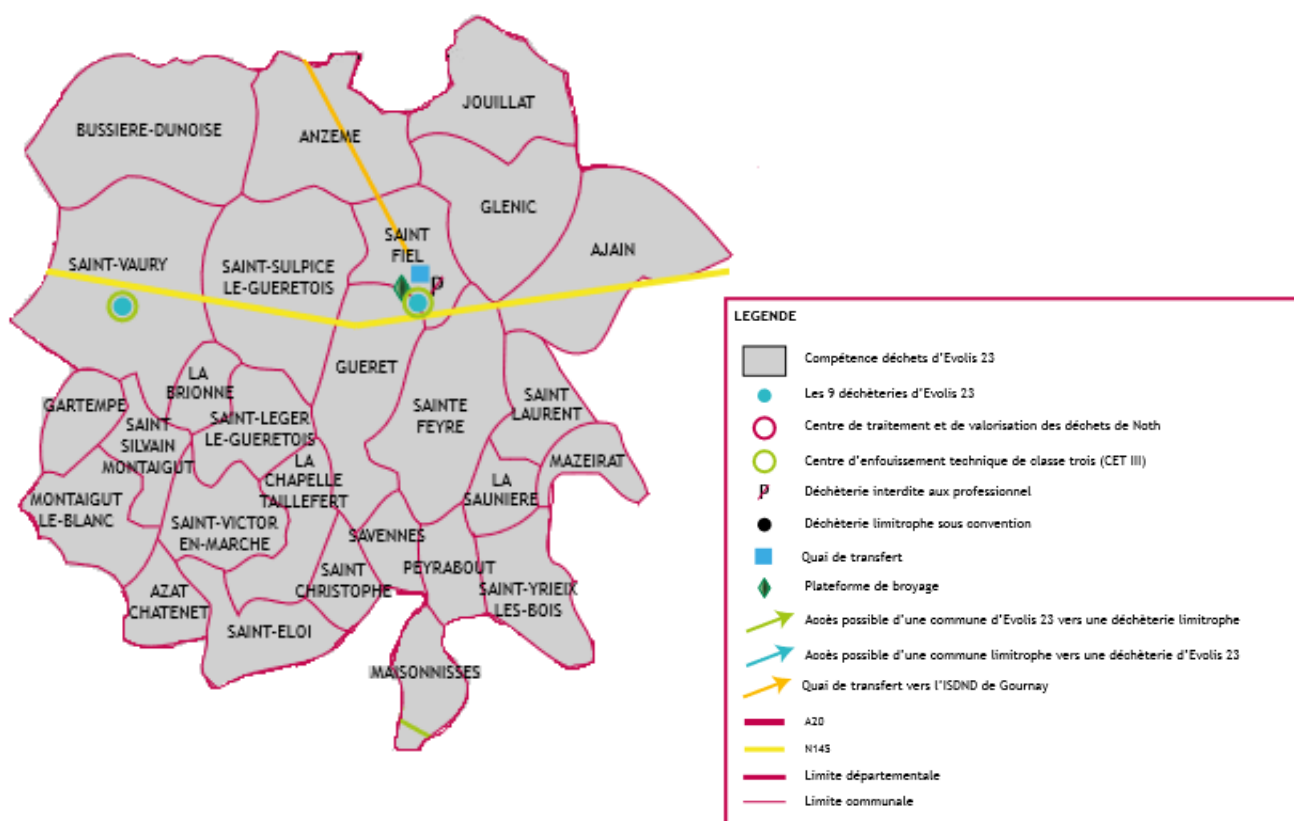 JOUILLAT
BUSSIERE-DUNOISE
ANZEME
GLENIC
SAINT
FIEL
AJAIN
SAINT-VAURY
SAINT-SULPICE
LE-GUERETOIS
P
GUERET
LA
BRIONNE
GARTEMPE
SAINT-LEGER
LE-GUERETOIS
SAINTE
FEYRE
SAINT
LAURENT
SAINT
SILVAIN
MONTAIGUT
LA
CHAPELLE
TAILLEFERT
MAZEIRAT
LA
SAUNIERE
MONTAIGUT
LE-BLANC
SAINT-VICTOR
EN-MARCHE
SAVENNES
PEYRABOUT
SAINT
CHRISTOPHE
AZAT
CHATENET
SAINT-YRIEIX
LES-BOIS
SAINT-ELOI
MAISONNISSES
LEGENDE
Compétence déchets d'Evolis 23
Les 9 déchèteries d'Evolis 23
Centre de traitement et de valorisation des déchets de Noth
Centre d'enfouissement technique de classe trois (CET III)
P Déchèterie interdite aux professionnel
Déchèterie limitrophe sous convention
Quai de transfert
Plateforme de broyage
Accès possible d'une commune d'Evolis 23 vers une déchèterie limitrophe
Accès possible d'une commune limitrophe vers une déchèterie d'Evolis 23
Quai de transfert vers l'ISDND de Gournay
A20
N145
Limite départementale
Limite communale